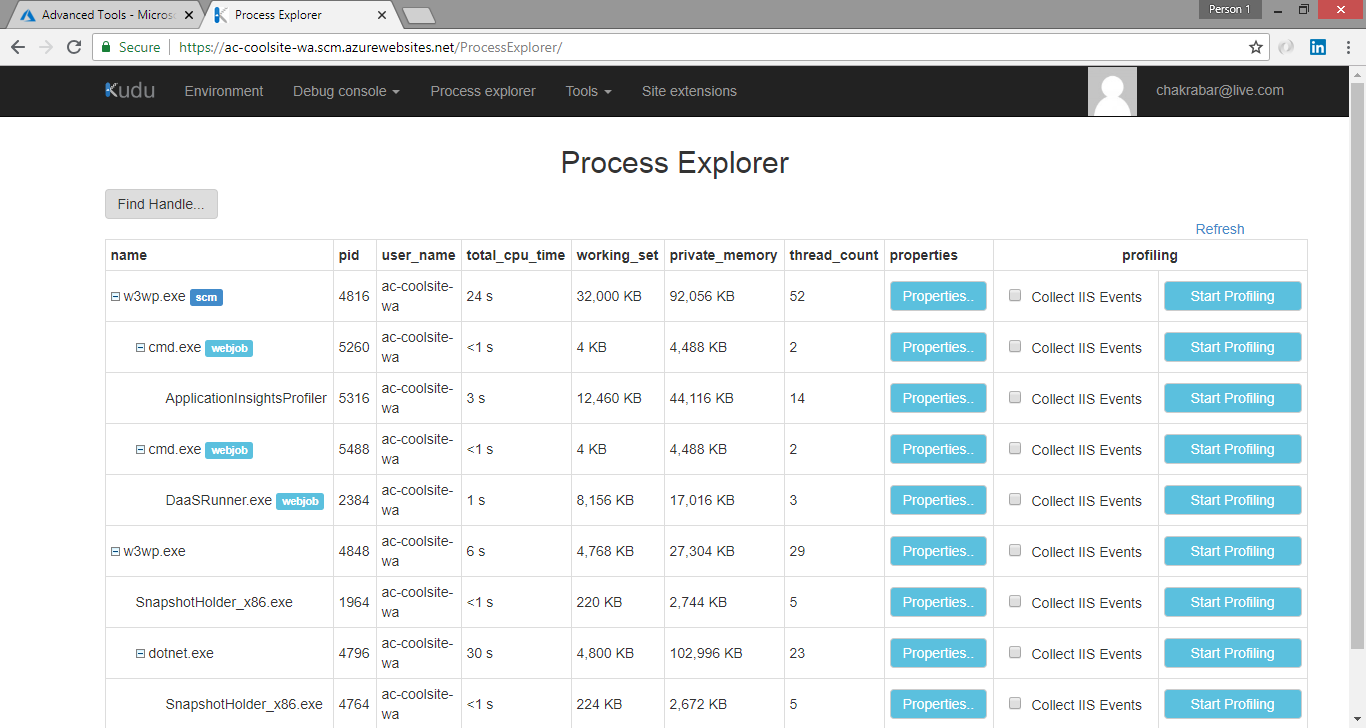 Advanced Tools - Micros
Process Explorer
Person 1
Secure
https://ac-coolsite-wa.scm.azurewebsites.net/ProcessExplorer/
Kudu Environment Debug console Process explorer Tools Site extensions chakrabar@live.com
Process Explorer
Find Handle...
Refresh
name pid user_name total_cpu_time working_set private_memory thread_count properties profiling
w3wp.exe scm 4816 ac-coolsite-wa 24 s 32,000 KB 92,056 KB 52 Properties.. Collect IIS Events Start Profiling
cmd.exe webjob 5260 ac-coolsite-wa <1 s 4 KB 4,488 KB 2 Properties.. Collect IIS Events Start Profiling
ApplicationInsightsProfiler 5316 ac-coolsite-wa 3 s 12,460 KB 44,116 KB 14 Properties.. Collect IIS Events Start Profiling
cmd.exe webjob 5488 ac-coolsite-wa <1 s 4 KB 4,488 KB 2 Properties.. Collect IIS Events Start Profiling
DaaSRunner.exe webjob 2384 ac-coolsite-wa 1 s 8,156 KB 17,016 KB 3 Properties.. Collect IIS Events Start Profiling
w3wp.exe 4848 ac-coolsite-wa 6 s 4,768 KB 27,304 KB 29 Properties.. Collect IIS Events Start Profiling
SnapshotHolder_x86.exe 1964 ac-coolsite-wa <1 s 220 KB 2,744 KB 5 Properties.. Collect IIS Events Start Profiling
dotnet.exe 4796 ac-coolsite-wa 30 s 4,800 KB 102,996 KB 23 Properties.. Collect IIS Events Start Profiling
SnapshotHolder_x86.exe 4764 ac-coolsite-wa <1 s 224 KB 2,672 KB 5 Properties.. Collect IIS Events Start Profiling